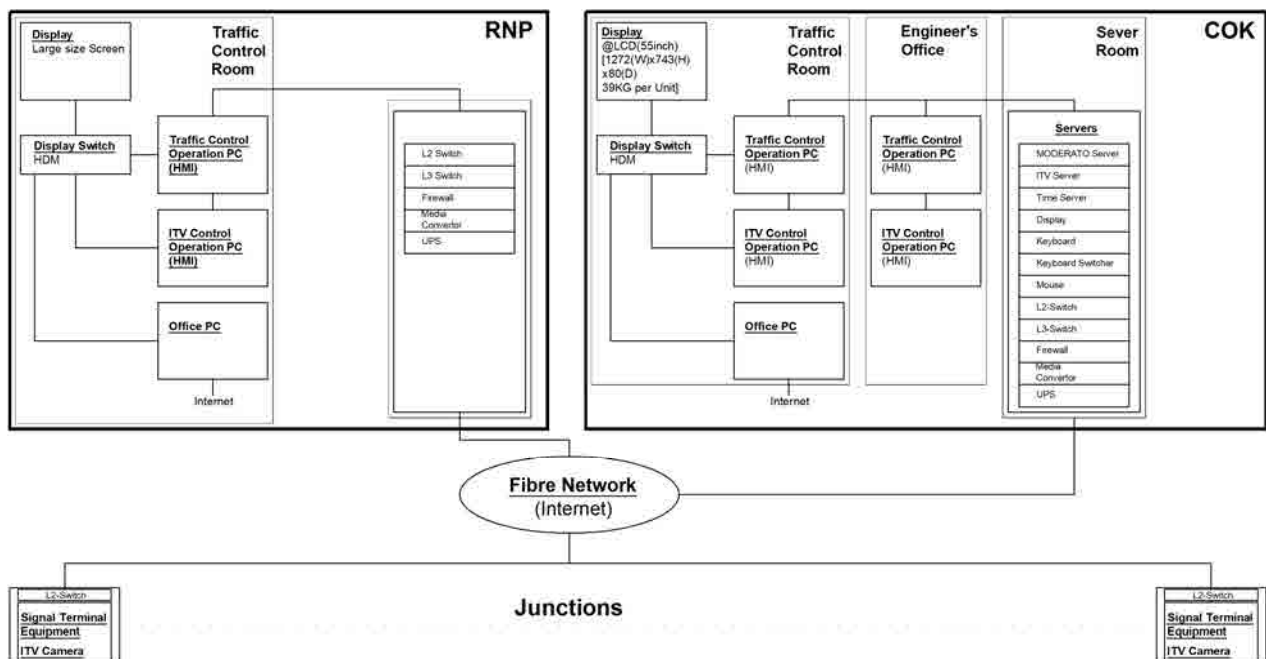 RNP
Display
Large size Screen
Traffic
Control
Room
Display Switch
HDM
Traffic Control
Operation PC
(HMI)
ITV Control
Operation PC
(HMI)
Office PC
Internet
L2 Switch
L3 Switch
Firewall
Media
Convertor
UPS
COK
Display
@LCD(55inch)
[1272(W)x743(H)
x80(D)
39KG per Unit]
Traffic
Control
Room
Engineer's
Office
Sever
Room
Display Switch
HDM
Traffic Control
Operation PC
(HMI)
ITV Control
Operation PC
(HMI)
Office PC
Internet
Traffic Control
Operation PC
(HMI)
ITV Control
Operation PC
(HMI)
Servers
MODERATO Server
ITV Server
Time Server
Display
Keyboard
Keyboard Switcher
Mouse
L2-Switch
L3-Switch
Firewall
Media
Convertor
UPS
Fibre Network
(Internet)
Junctions
L2-Switch
Signal Terminal
Equipment
ITV Camera
L2-Switch
Signal Terminal
Equipment
ITV Camera